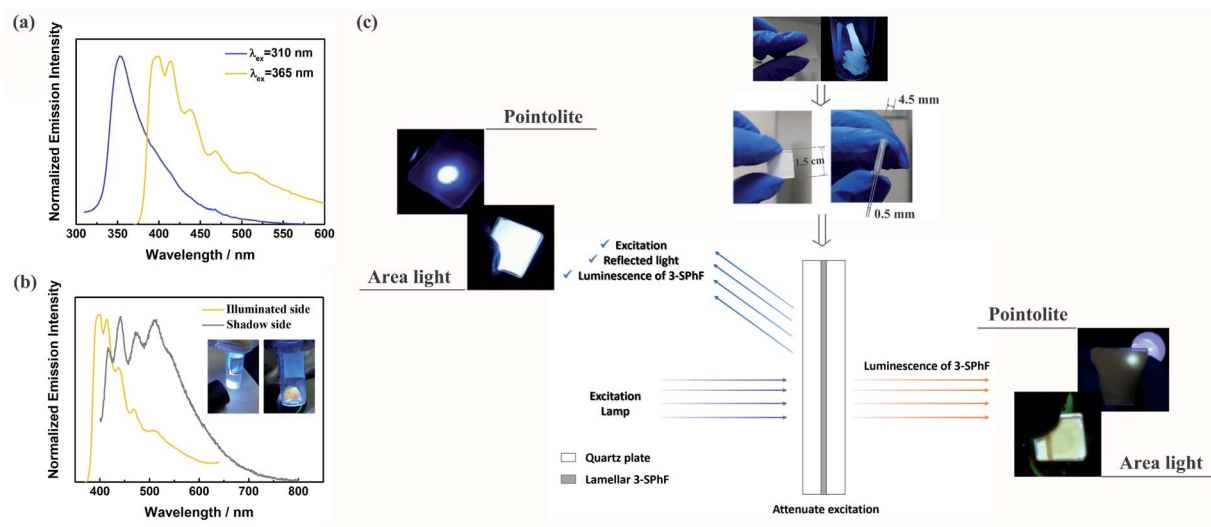 (a)
Normalized Emission Intensity
λex=310 nm
λex=365 nm
300 350 400 450 500 550 600
Wavelength / nm
(b)
Normalized Emission Intensity
Illuminated side
Shadow side
400 500 600 700 800
Wavelength / nm
(c)
4.5 mm
1.5 cm
0.5 mm
Pointolite
Area light
✓ Excitation
✓ Reflected light
✓ Luminescence of 3-SPhF
Excitation
Lamp
Luminescence of 3-SPhF
Pointolite
Area light
Quartz plate
Lamellar 3-SPhF
Attenuate excitation